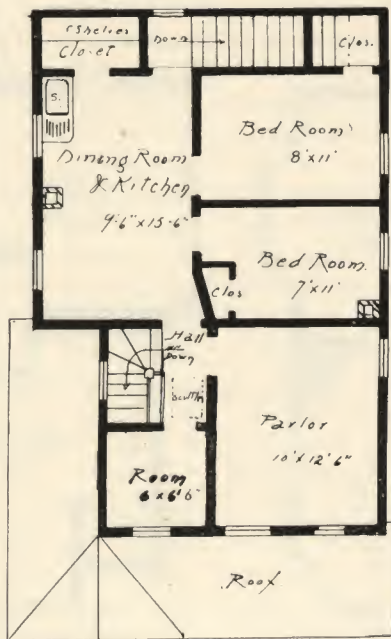 Shelves
Closet
Down
Clos.
S.
Bed Room
8'x11'
Dining Room
& Kitchen
9'-6"x15'-6"
Bed Room.
7'x11'
Clos
Hall
Down
Parlor
10'x12'6"
Room
6x6'6"
Roof